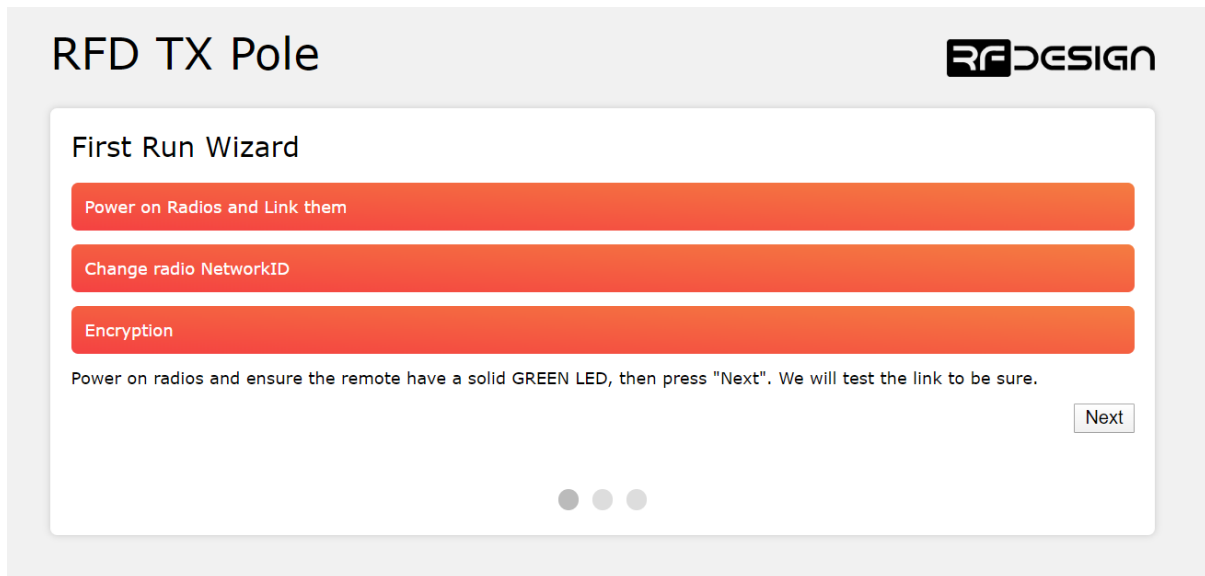 RFD TX Pole
RFDESIGN
First Run Wizard
Power on Radios and Link them
Change radio NetworkID
Encryption
Power on radios and ensure the remote have a solid GREEN LED, then press "Next". We will test the link to be sure.
Next